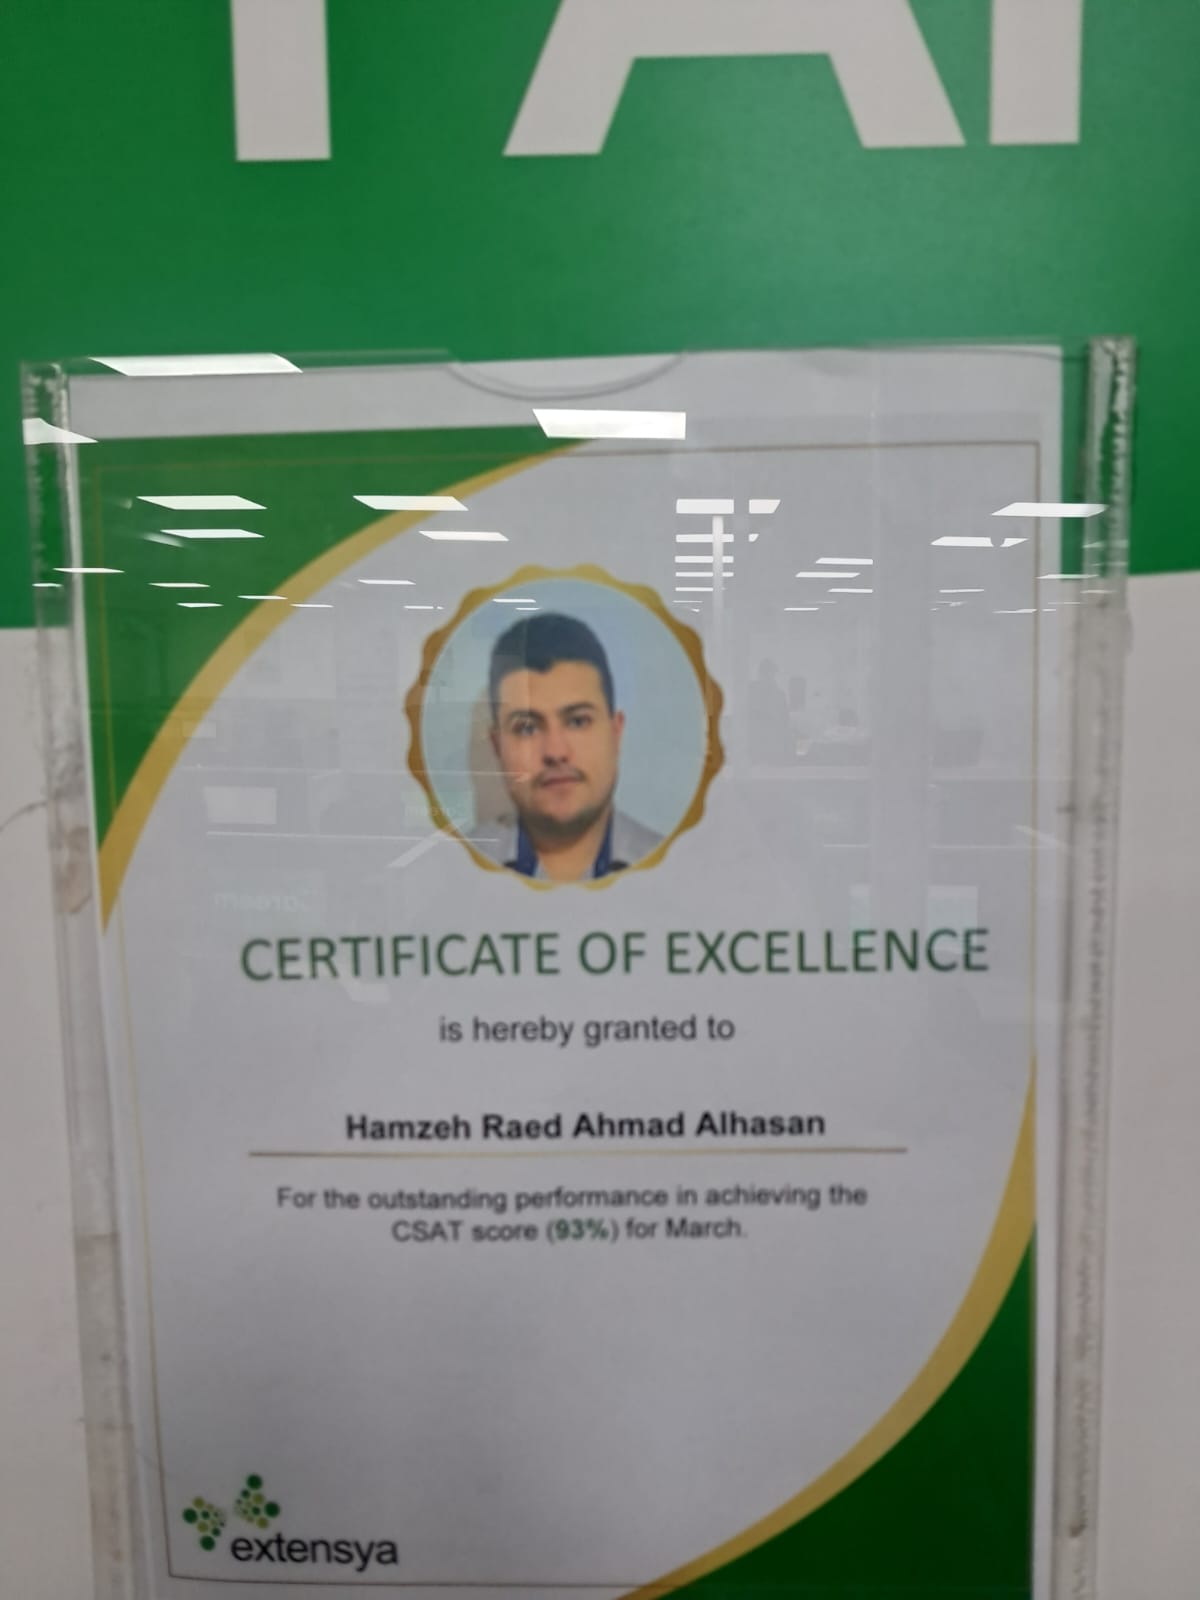 CERTIFICATE OF EXCELLENCE
is hereby granted to
Hamzeh Raed Ahmad Alhasan
For the outstanding performance in achieving the
CSAT score (93%) for March.
extensya